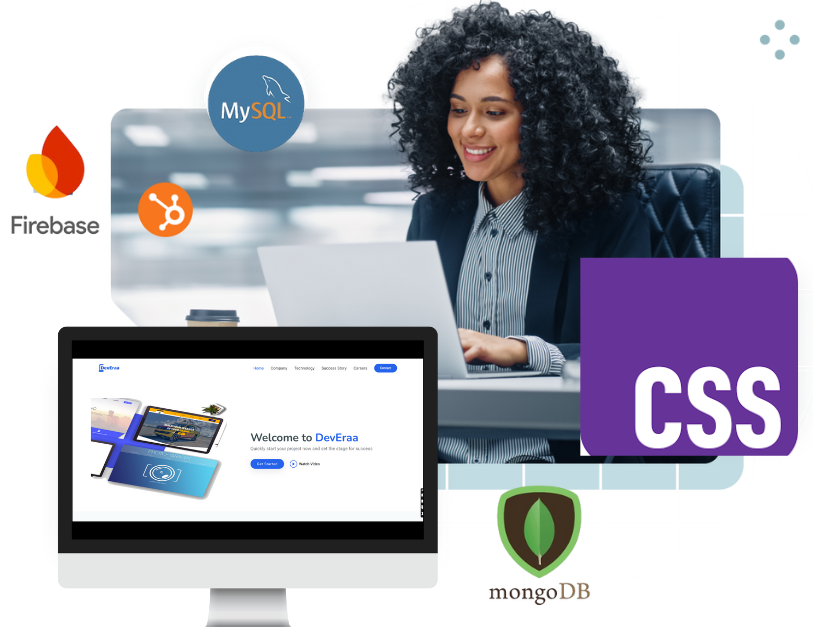 MySQL
Firebase
CSS
DevEraa
Home Company Technology Success Story Careers Contact
Welcome to DevEraa
Quickly start your project now and set the stage for success
Get Started Watch Video
mongoDB